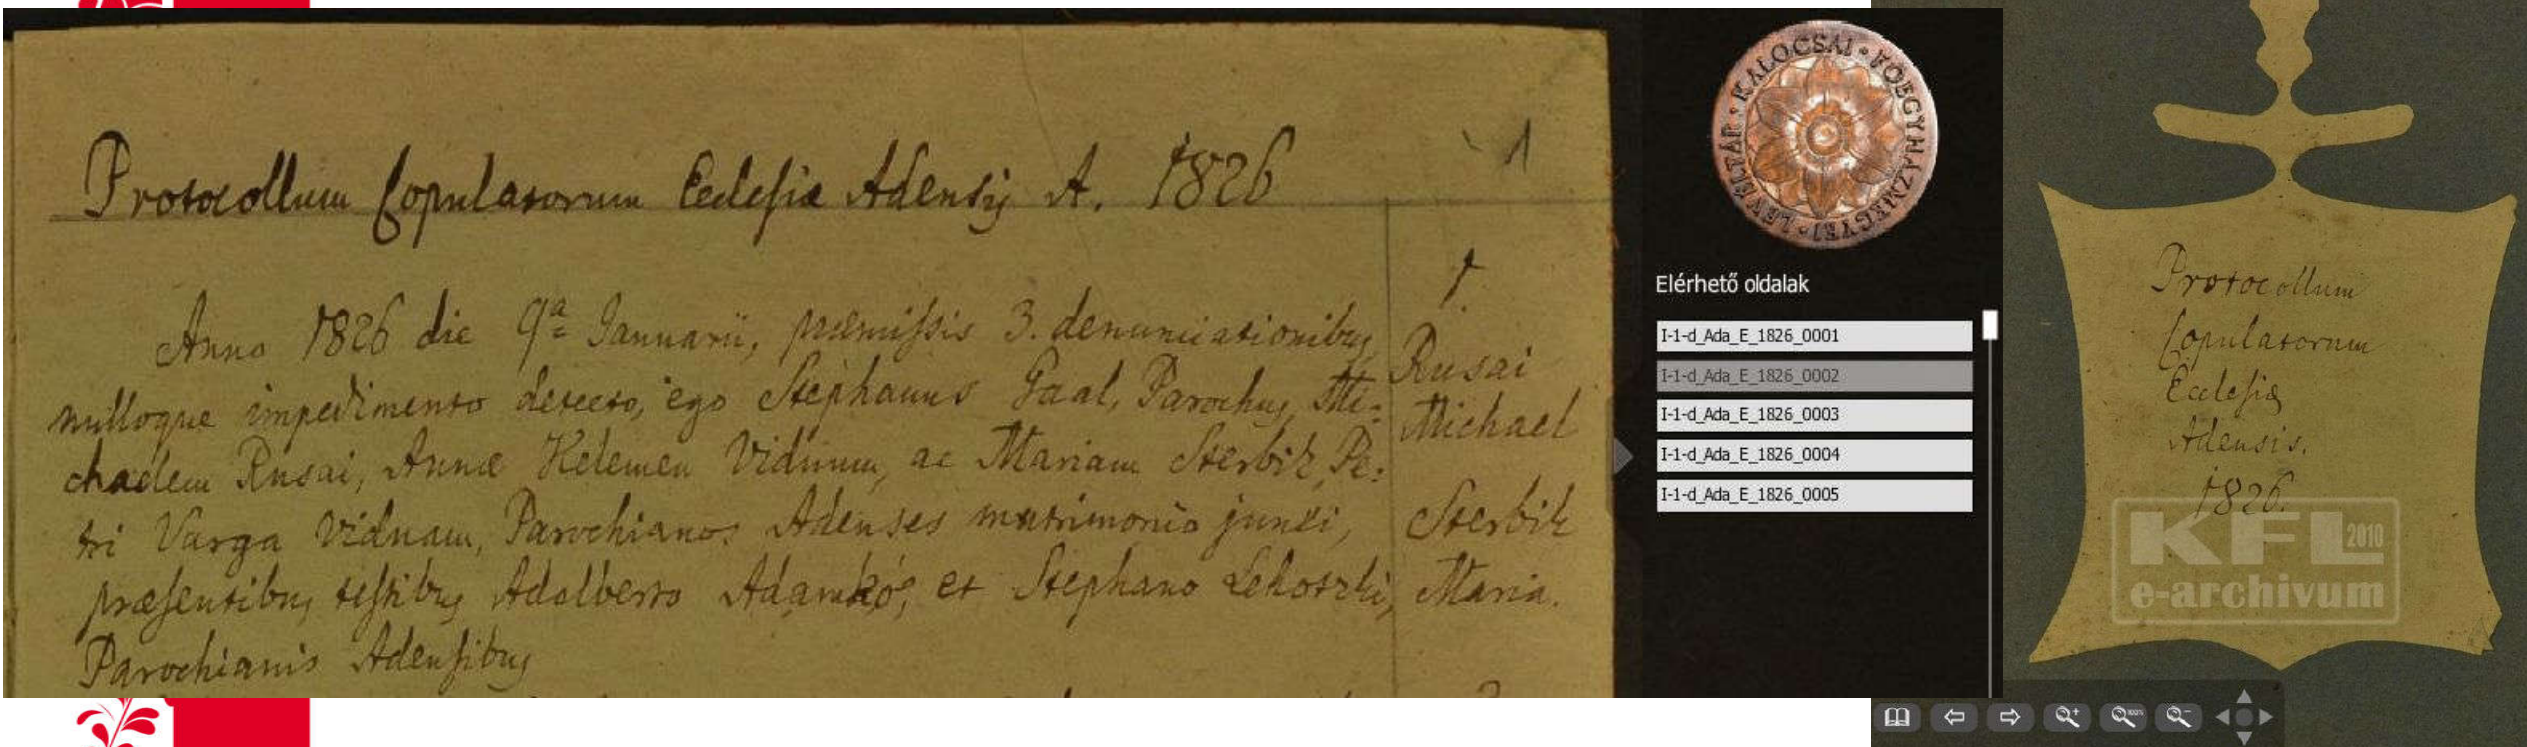 Protocollum Copulatorum Ecclesiæ Adensis A. 1826
1
Anno 1826 die 9ª Januarii, præmissis 3. denunciationibus
nulloque impedimento detecto, ego Stephanus Gaal, Parochus, Mi-
chaelem Rusai, Annæ Kelemen Viduum, ac Mariam Sterbik, Pe-
tri Varga Viduam, Parochianos Adenses matrimonio junxi,
præsentibus testibus Adalberto Adamkó, et Stephano Lehotzki,
Parochianis Adensibus
1.
Rusai
Michael
Sterbik
Maria.
KALOCSAI • FŐEGYHÁZMEGYEI • LEVÉLTÁR •
Elérhető oldalak
I-1-d_Ada_E_1826_0001
I-1-d_Ada_E_1826_0002
I-1-d_Ada_E_1826_0003
I-1-d_Ada_E_1826_0004
I-1-d_Ada_E_1826_0005
Protocollum
Copulatorum
Ecclesiæ
Adensis.
1826.
KFL 2010
e-archivum
100%